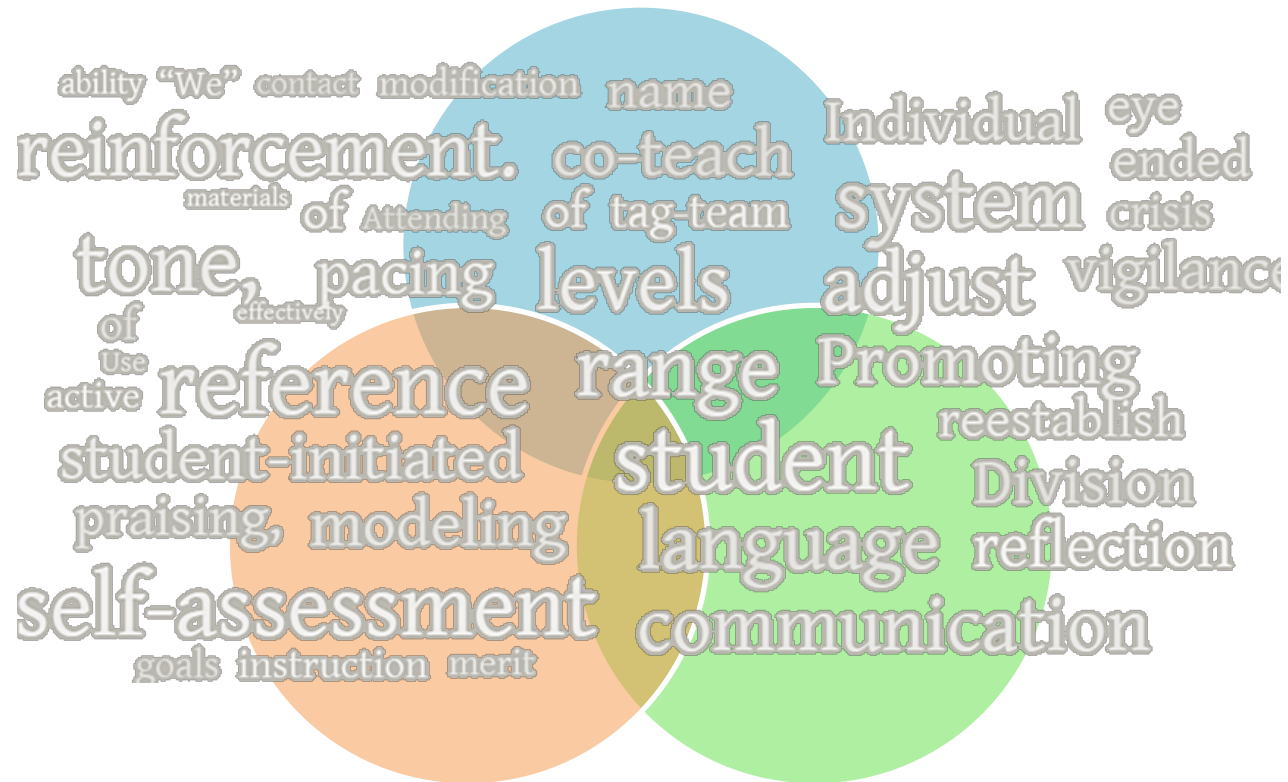 ability “We” contact modification name
Individual eye
reinforcement. co-teach ended
materials of Attending of tag-team system crisis
tone, pacing levels adjust vigilance
of effectively
Use reference range Promoting
active reestablish
student-initiated student Division
praising, modeling language reflection
self-assessment communication
goals instruction merit